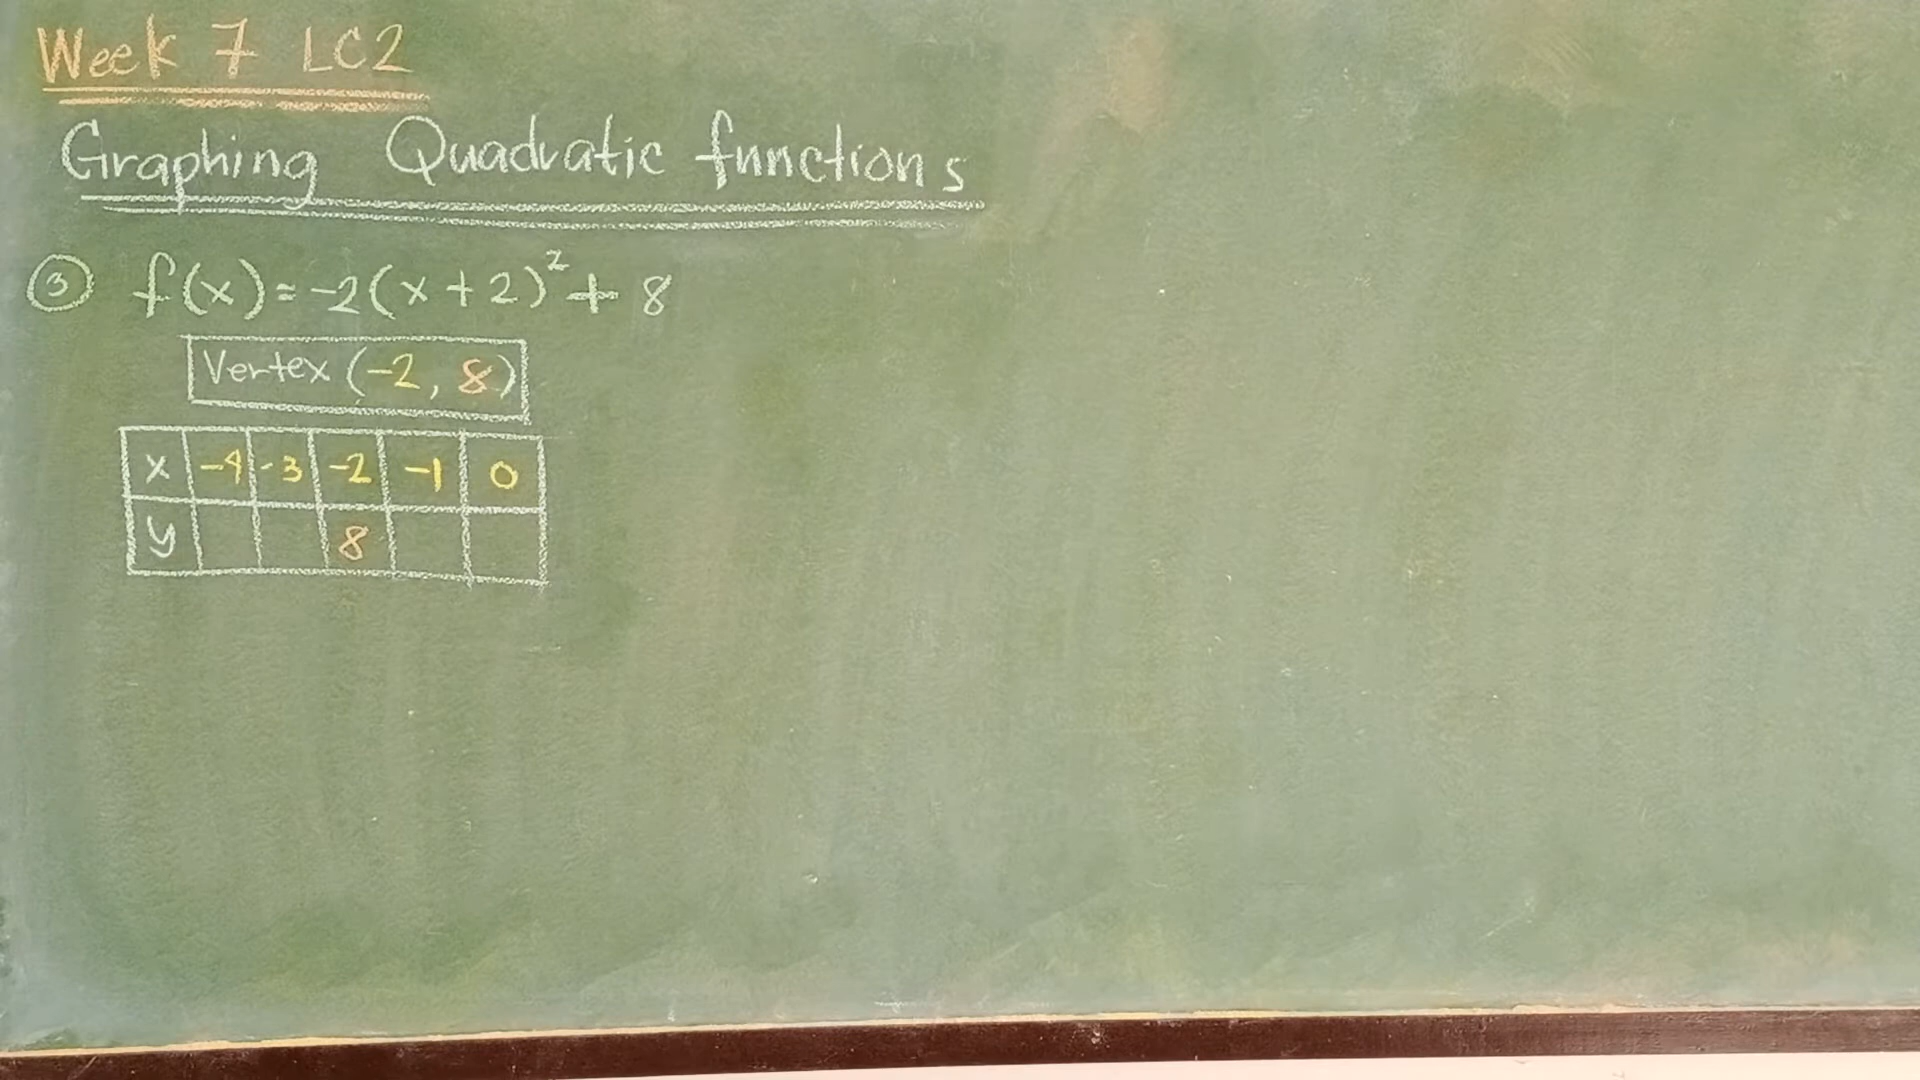 Week 7 LC2
Graphing Quadratic functions
③ f(x)=-2(x+2)²+8
Vertex (-2, 8)
x -4 -3 -2 -1 0
y 8